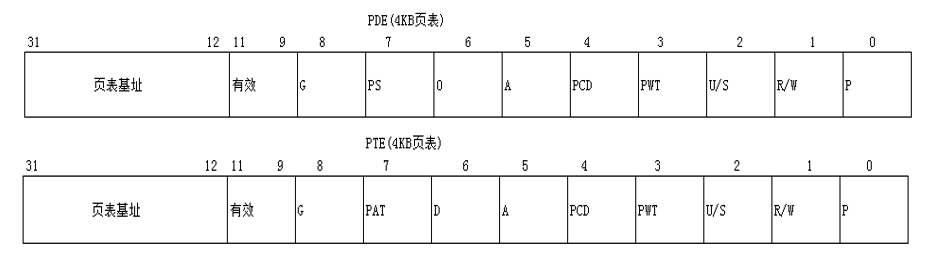 PDE(4KB页表)
31 12 11 9 8 7 6 5 4 3 2 1 0
页表基址 有效 G PS 0 A PCD PWT U/S R/W P
PTE(4KB页表)
31 12 11 9 8 7 6 5 4 3 2 1 0
页表基址 有效 G PAT D A PCD PWT U/S R/W P